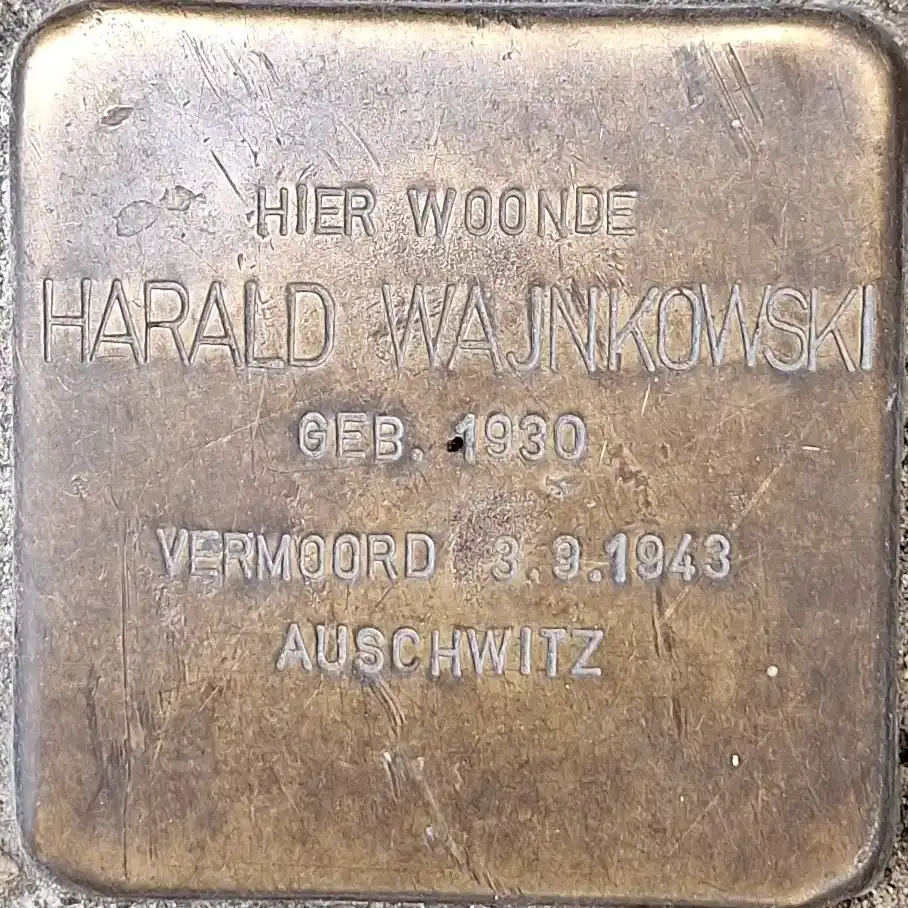 HIER WOONDE
HARALD WAJNKOWSKI
GEB. 1930
VERMOORD 3.9.1943
AUSCHWITZ